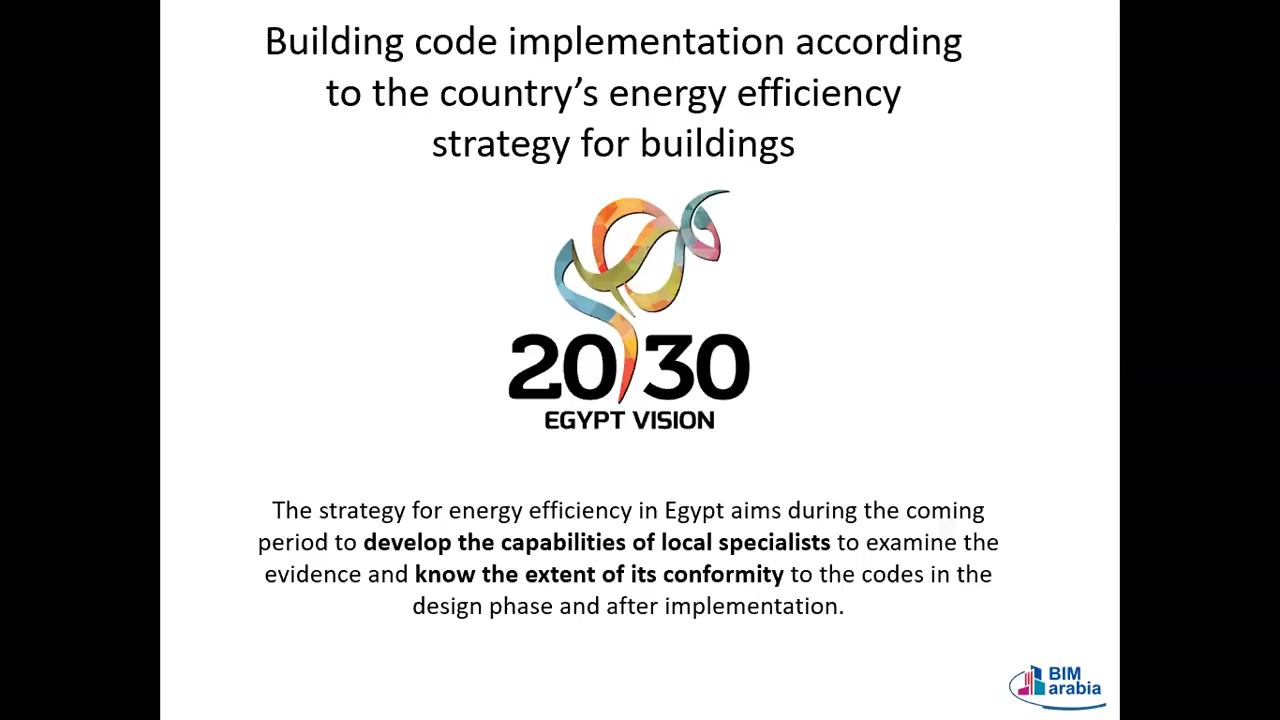 Building code implementation according
to the country’s energy efficiency
strategy for buildings
مصر
2030
EGYPT VISION
The strategy for energy efficiency in Egypt aims during the coming
period to develop the capabilities of local specialists to examine the
evidence and know the extent of its conformity to the codes in the
design phase and after implementation.
BIM
arabia